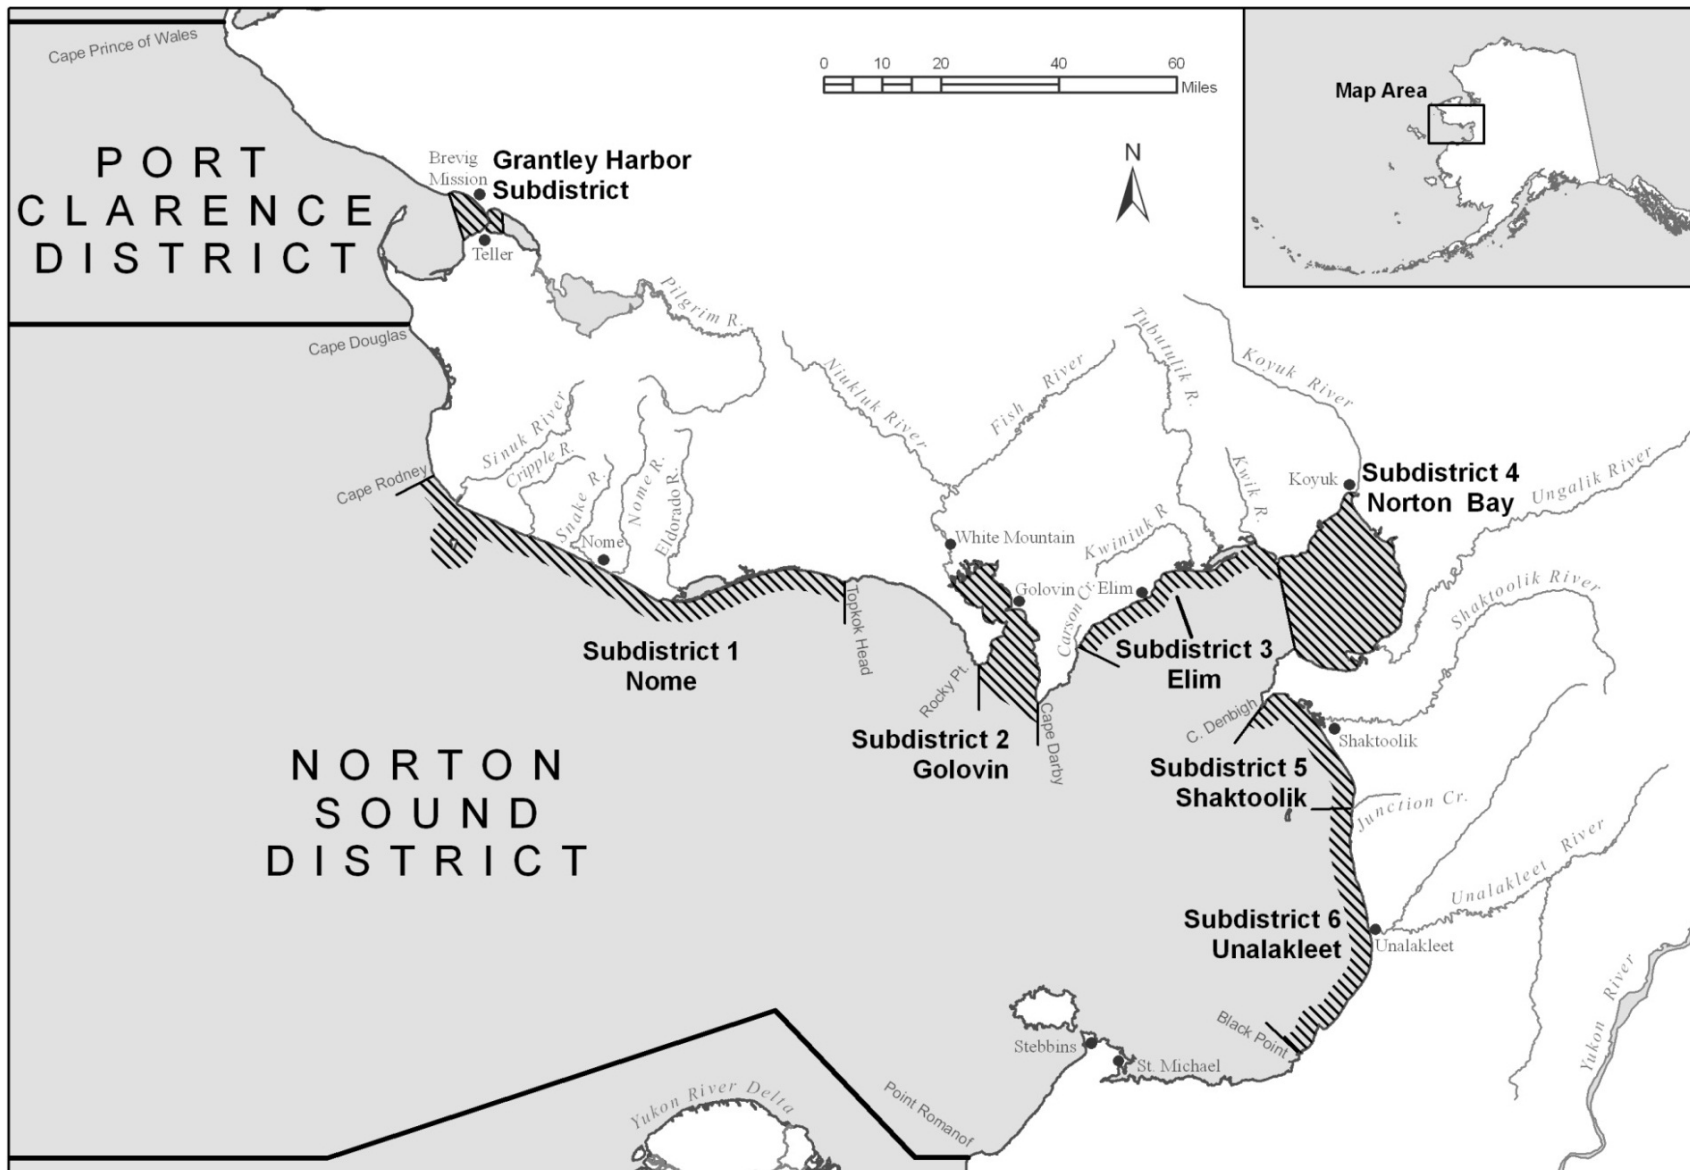 Cape Prince of Wales
0 10 20 40 60
Miles
Map Area
N
PORT
CLARENCE
DISTRICT
Brevig
Mission
Grantley Harbor
Subdistrict
Teller
Pilgrim R.
Cape Douglas
Niukluk River
Fish River
Tubutulik R.
Koyuk River
Sinuk River
Cripple R.
Snake R.
Nome R.
Eldorado R.
Kwik R.
Cape Rodney
Koyuk
Subdistrict 4
Norton Bay
Ungalik River
Nome
White Mountain
Kwiniuk R
Golovin
Elim
Carson Cr.
Shaktoolik River
Topkok Head
Subdistrict 1
Nome
Subdistrict 3
Elim
Rocky Pt.
Cape Darby
C. Denbigh
Subdistrict 2
Golovin
Shaktoolik
Subdistrict 5
Shaktoolik
Junction Cr.
NORTON
SOUND
DISTRICT
Unalakleet River
Subdistrict 6
Unalakleet
Unalakleet
Yukon River
Black Point
Stebbins
St. Michael
Yukon River Delta
Point Romanof